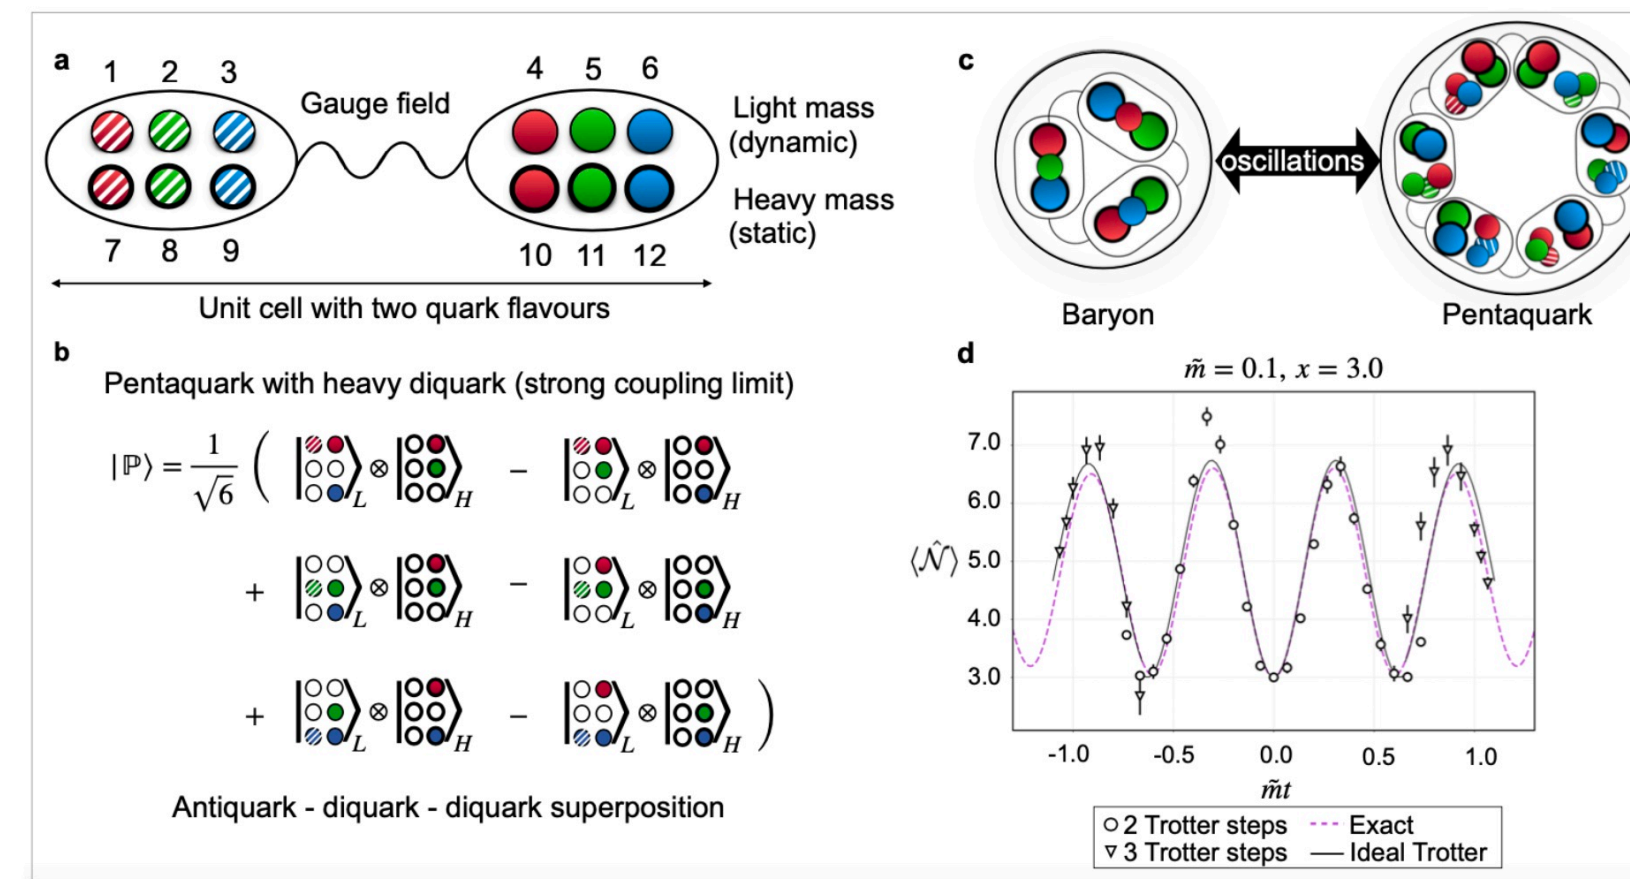 a
1 2 3
Gauge field
4 5 6
Light mass
(dynamic)
Heavy mass
(static)
7 8 9
10 11 12
Unit cell with two quark flavours
b
Pentaquark with heavy diquark (strong coupling limit)
|ℙ⟩ = 1/√6 ( | ⟩L ⊗ | ⟩H − | ⟩L ⊗ | ⟩H
+ | ⟩L ⊗ | ⟩H − | ⟩L ⊗ | ⟩H
+ | ⟩L ⊗ | ⟩H − | ⟩L ⊗ | ⟩H )
Antiquark - diquark - diquark superposition
c
oscillations
Baryon
Pentaquark
d
m̃ = 0.1, x = 3.0
⟨𝒩̂⟩
7.0
6.0
5.0
4.0
3.0
-1.0 -0.5 0.0 0.5 1.0
m̃t
2 Trotter steps
3 Trotter steps
Exact
Ideal Trotter